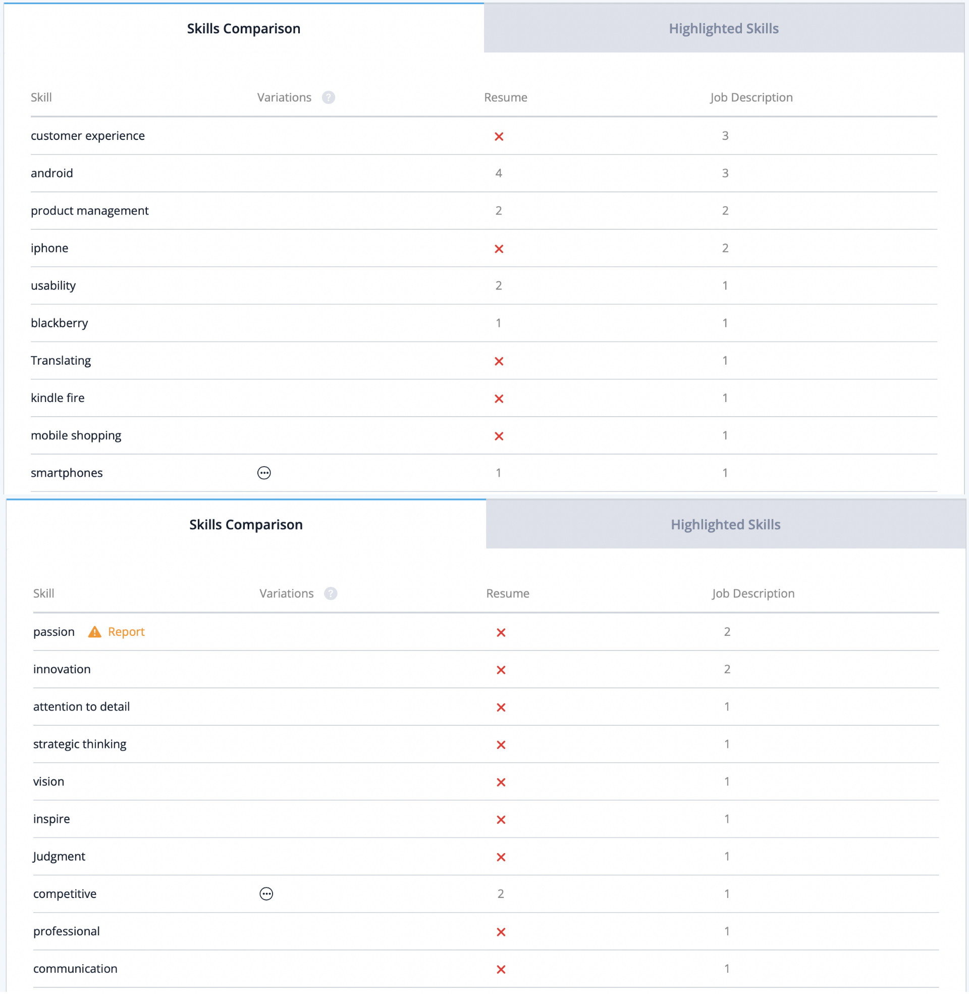 Skills Comparison Highlighted Skills
Skill Variations ? Resume Job Description
customer experience ✕ 3
android 4 3
product management 2 2
iphone ✕ 2
usability 2 1
blackberry 1 1
Translating ✕ 1
kindle fire ✕ 1
mobile shopping ✕ 1
smartphones 1 1
Skills Comparison Highlighted Skills
Skill Variations ? Resume Job Description
passion Report ✕ 2
innovation ✕ 2
attention to detail ✕ 1
strategic thinking ✕ 1
vision ✕ 1
inspire ✕ 1
Judgment ✕ 1
competitive 2 1
professional ✕ 1
communication ✕ 1